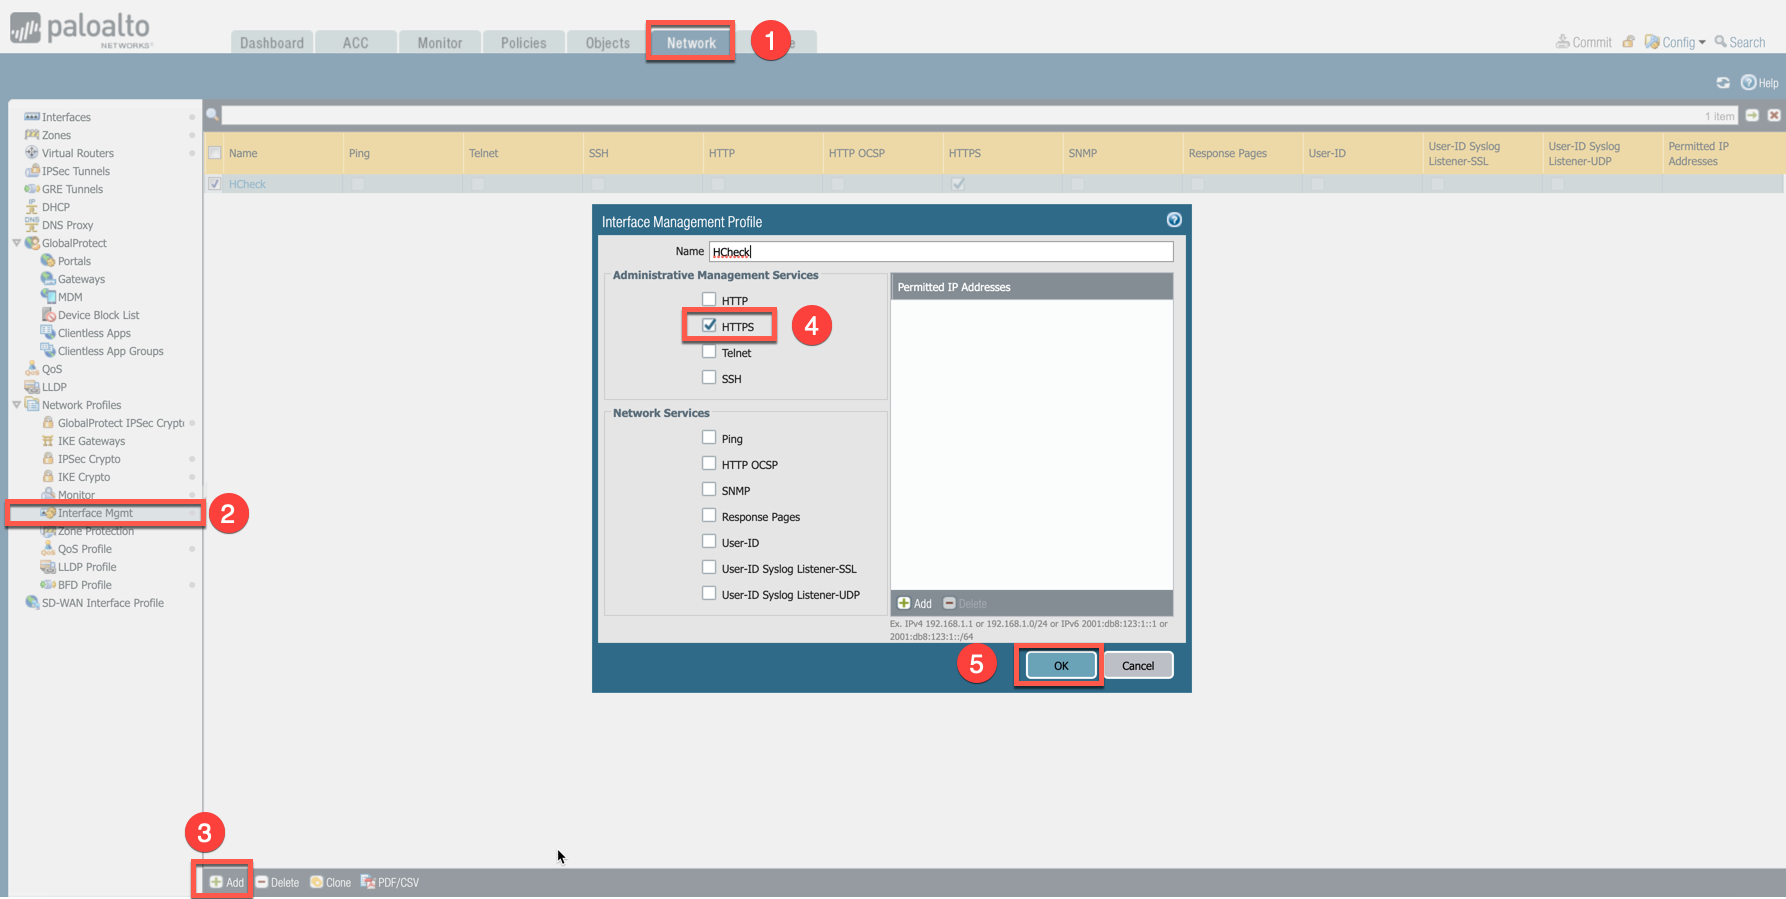 paloalto
NETWORKS
Dashboard
ACC
Monitor
Policies
Objects
Network
1
e
Commit
Config
Search
Help
Interfaces
Zones
Virtual Routers
IPSec Tunnels
GRE Tunnels
DHCP
DNS Proxy
GlobalProtect
Portals
Gateways
MDM
Device Block List
Clientless Apps
Clientless App Groups
QoS
LLDP
Network Profiles
GlobalProtect IPSec Crypt
IKE Gateways
IPSec Crypto
IKE Crypto
Monitor
Interface Mgmt
2
Zone Protection
QoS Profile
LLDP Profile
BFD Profile
SD-WAN Interface Profile
1 item
Name
Ping
Telnet
SSH
HTTP
HTTP OCSP
HTTPS
SNMP
Response Pages
User-ID
User-ID Syslog
Listener-SSL
User-ID Syslog
Listener-UDP
Permitted IP
Addresses
HCheck
Interface Management Profile
Name
HCheck
Administrative Management Services
HTTP
HTTPS
4
Telnet
SSH
Network Services
Ping
HTTP OCSP
SNMP
Response Pages
User-ID
User-ID Syslog Listener-SSL
User-ID Syslog Listener-UDP
Permitted IP Addresses
Add
Delete
Ex. IPv4 192.168.1.1 or 192.168.1.0/24 or IPv6 2001:db8:123:1::1 or
2001:db8:123:1::/64
5
OK
Cancel
3
Add
Delete
Clone
PDF/CSV